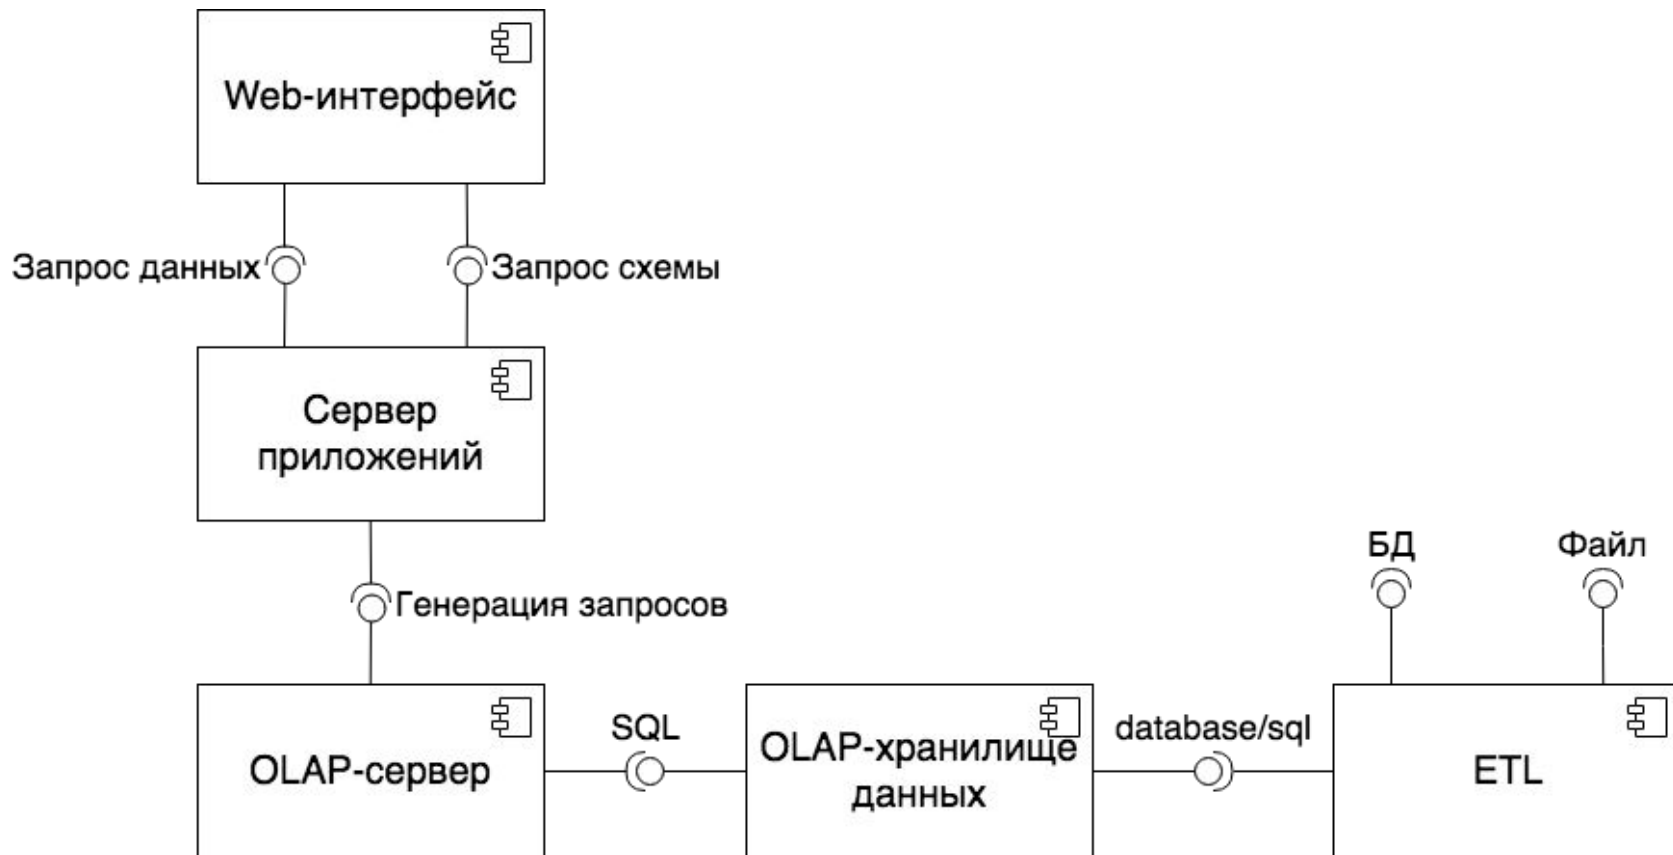 Web-интерфейс
Запрос данных
Запрос схемы
Сервер
приложений
БД
Файл
Генерация запросов
SQL
database/sql
OLAP-сервер
OLAP-хранилище
данных
ETL